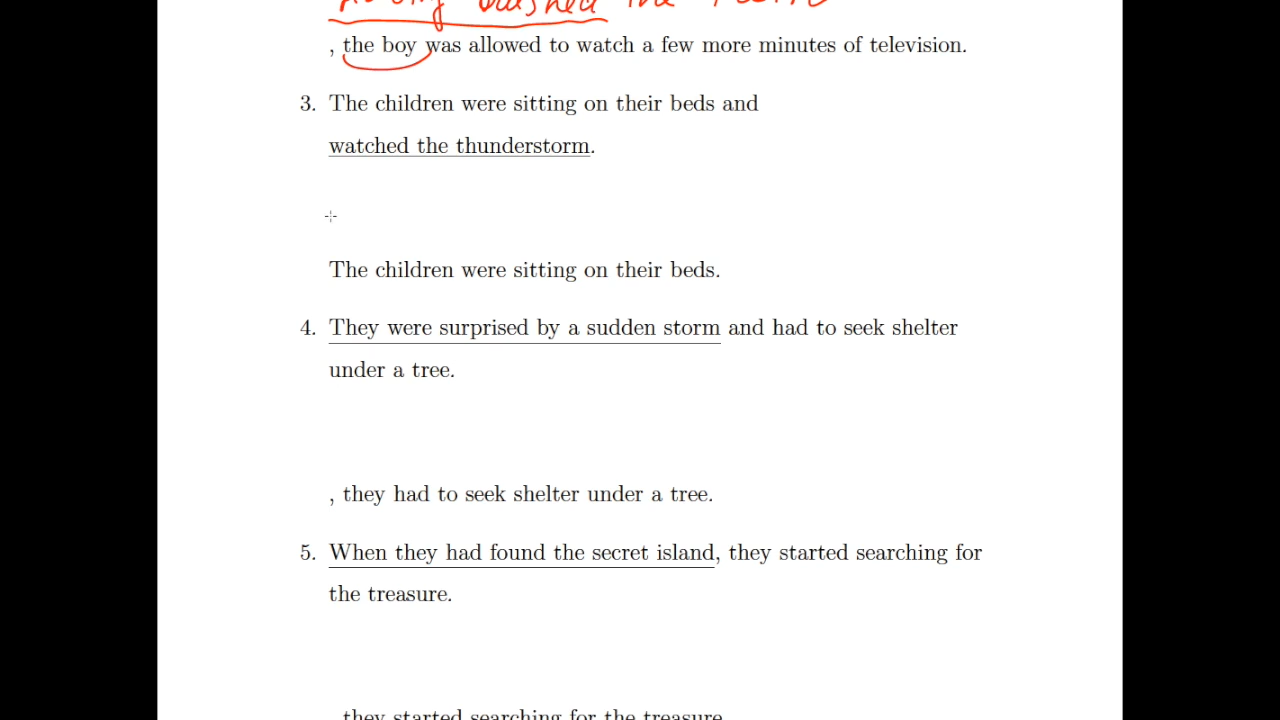 the
, the boy was allowed to watch a few more minutes of television.
3. The children were sitting on their beds and
watched the thunderstorm.
The children were sitting on their beds.
4. They were surprised by a sudden storm and had to seek shelter
under a tree.
, they had to seek shelter under a tree.
5. When they had found the secret island, they started searching for
the treasure.
they started searching for the treasure